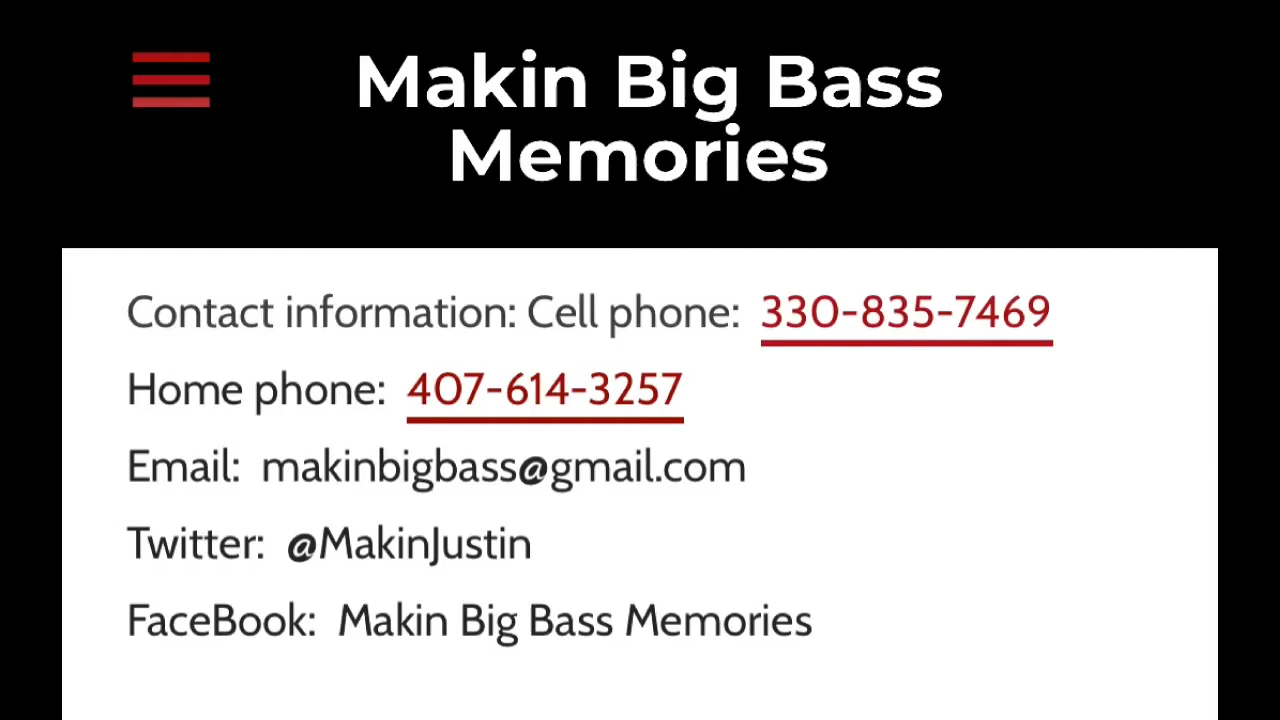 Makin Big Bass
Memories
Contact information: Cell phone: 330-835-7469
Home phone: 407-614-3257
Email: makinbigbass@gmail.com
Twitter: @MakinJustin
FaceBook: Makin Big Bass Memories